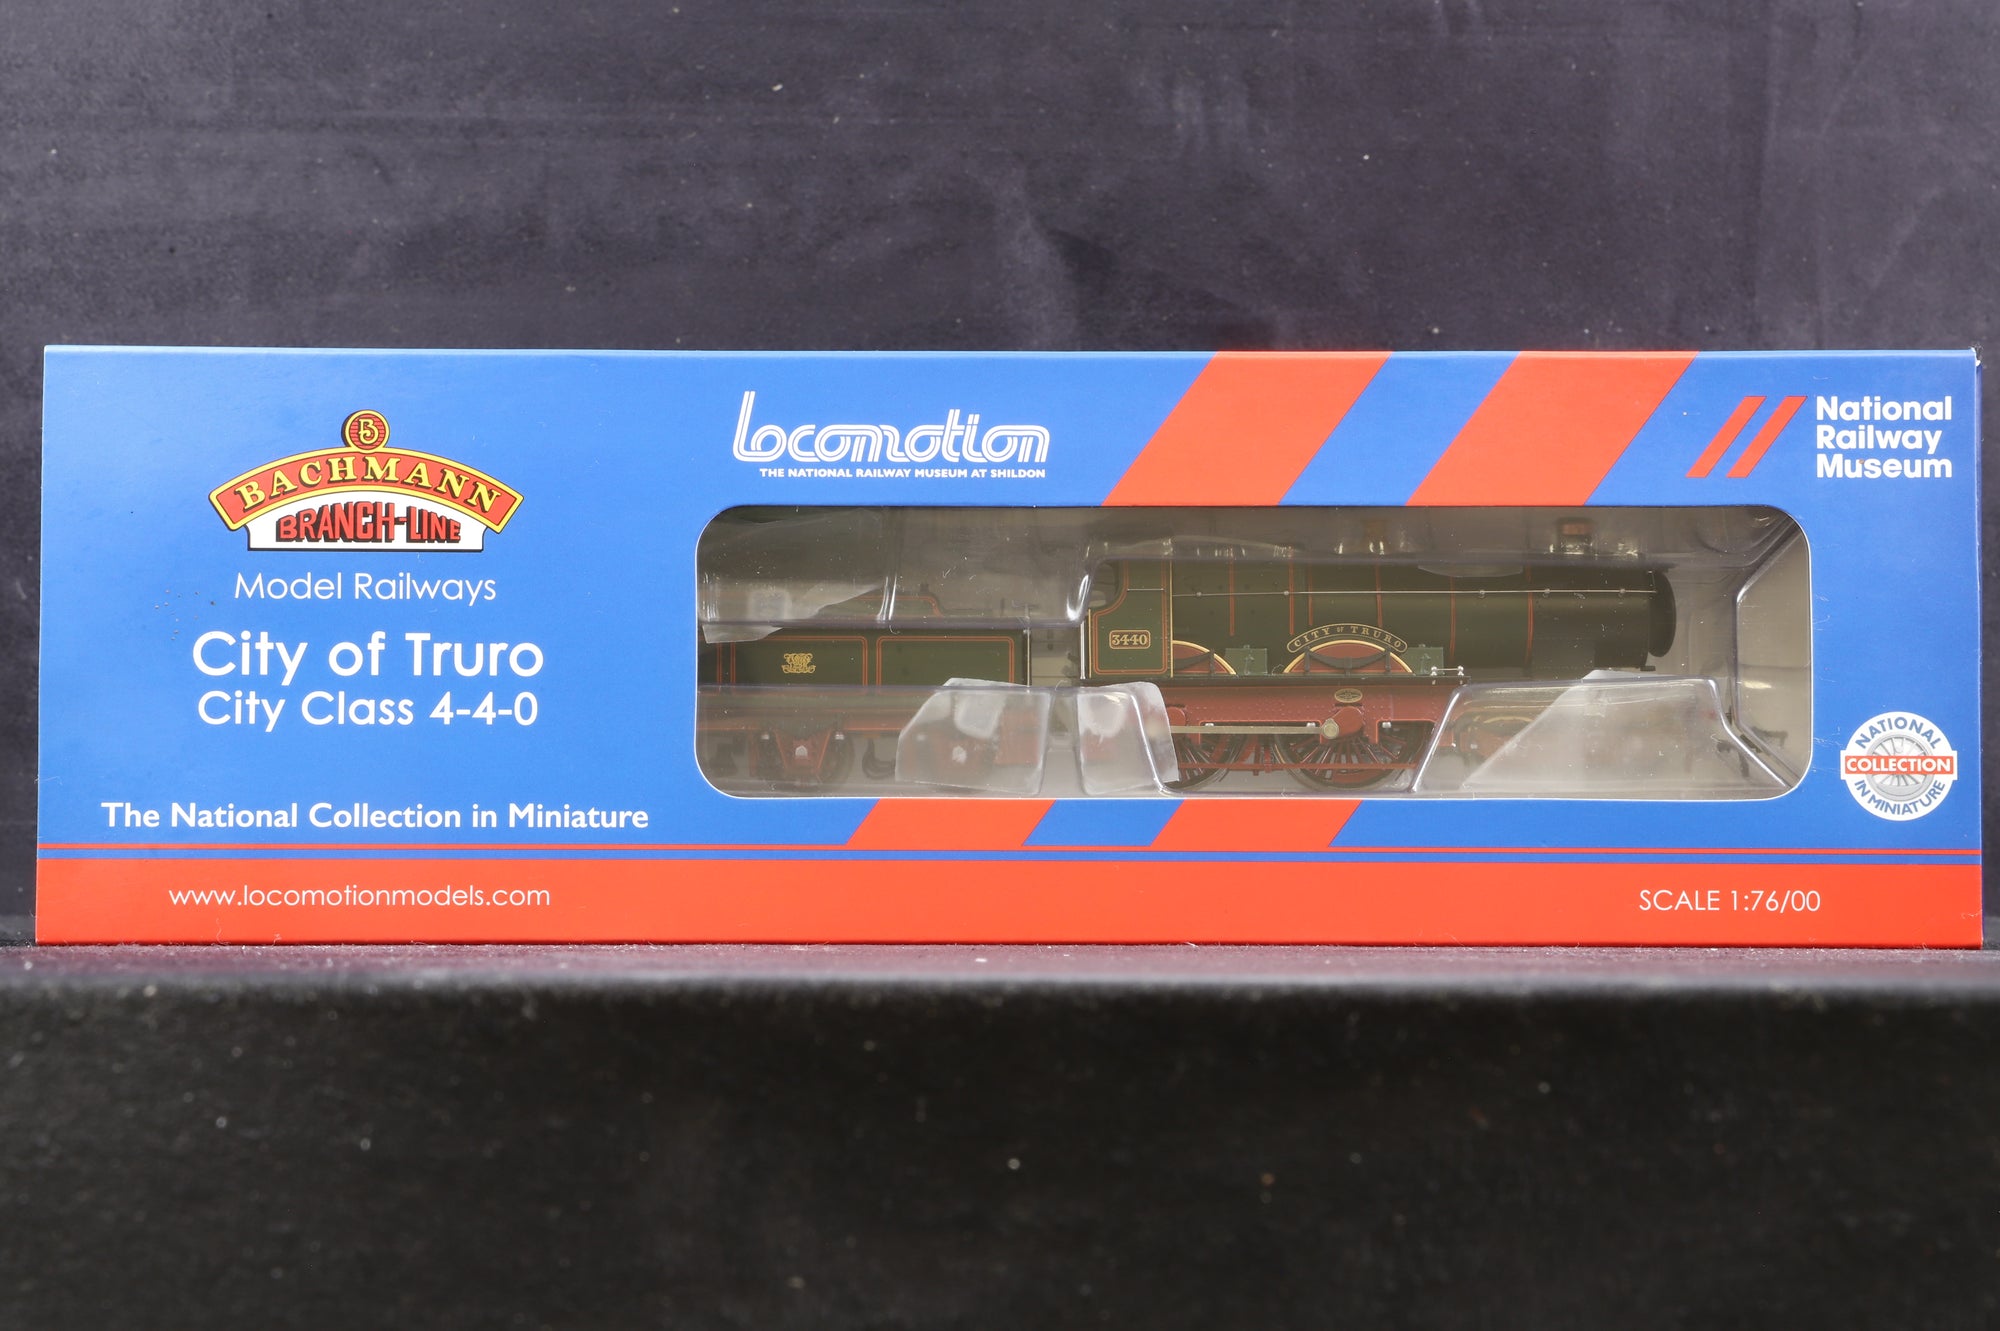 B
BACHMANN
BRANCH-LINE
Model Railways
City of Truro
City Class 4-4-0
The National Collection in Miniature
www.locomotionmodels.com
locomotion
THE NATIONAL RAILWAY MUSEUM AT SHILDON
National
Railway
Museum
3440
CITY OF TRURO
NATIONAL
COLLECTION
IN MINIATURE
SCALE 1:76/00